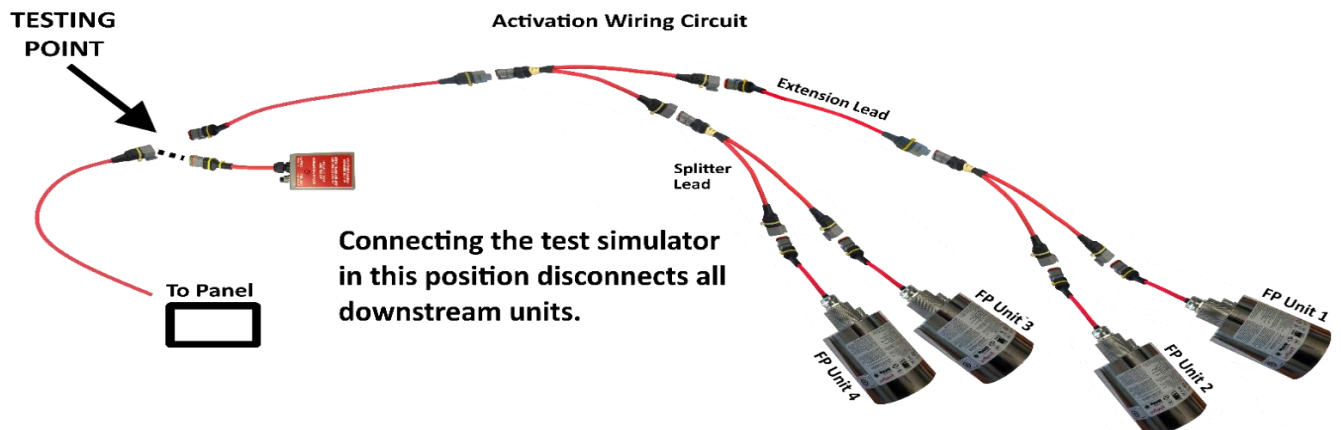 TESTING
POINT
Activation Wiring Circuit
Extension Lead
Splitter
Lead
Connecting the test simulator
in this position disconnects all
downstream units.
To Panel
FP Unit 1
FP Unit 3
FP Unit 4
FP Unit 2